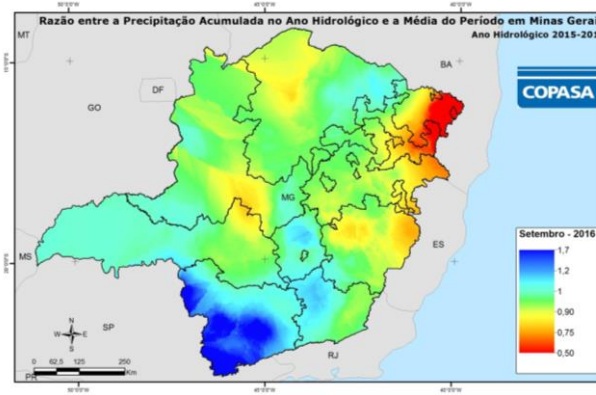 Razão entre a Precipitação Acumulada no Ano Hidrológico e a Média do Período em Minas Gerai
Ano Hidrológico 2015-201
MT
BA
DF
GO
COPASA
MG
ES
MS
SP
RJ
PR
Setembro - 2016
1,7
1,2
1
0,90
0,75
0,50
N
W
E
S
0
62,5
125
250
Km